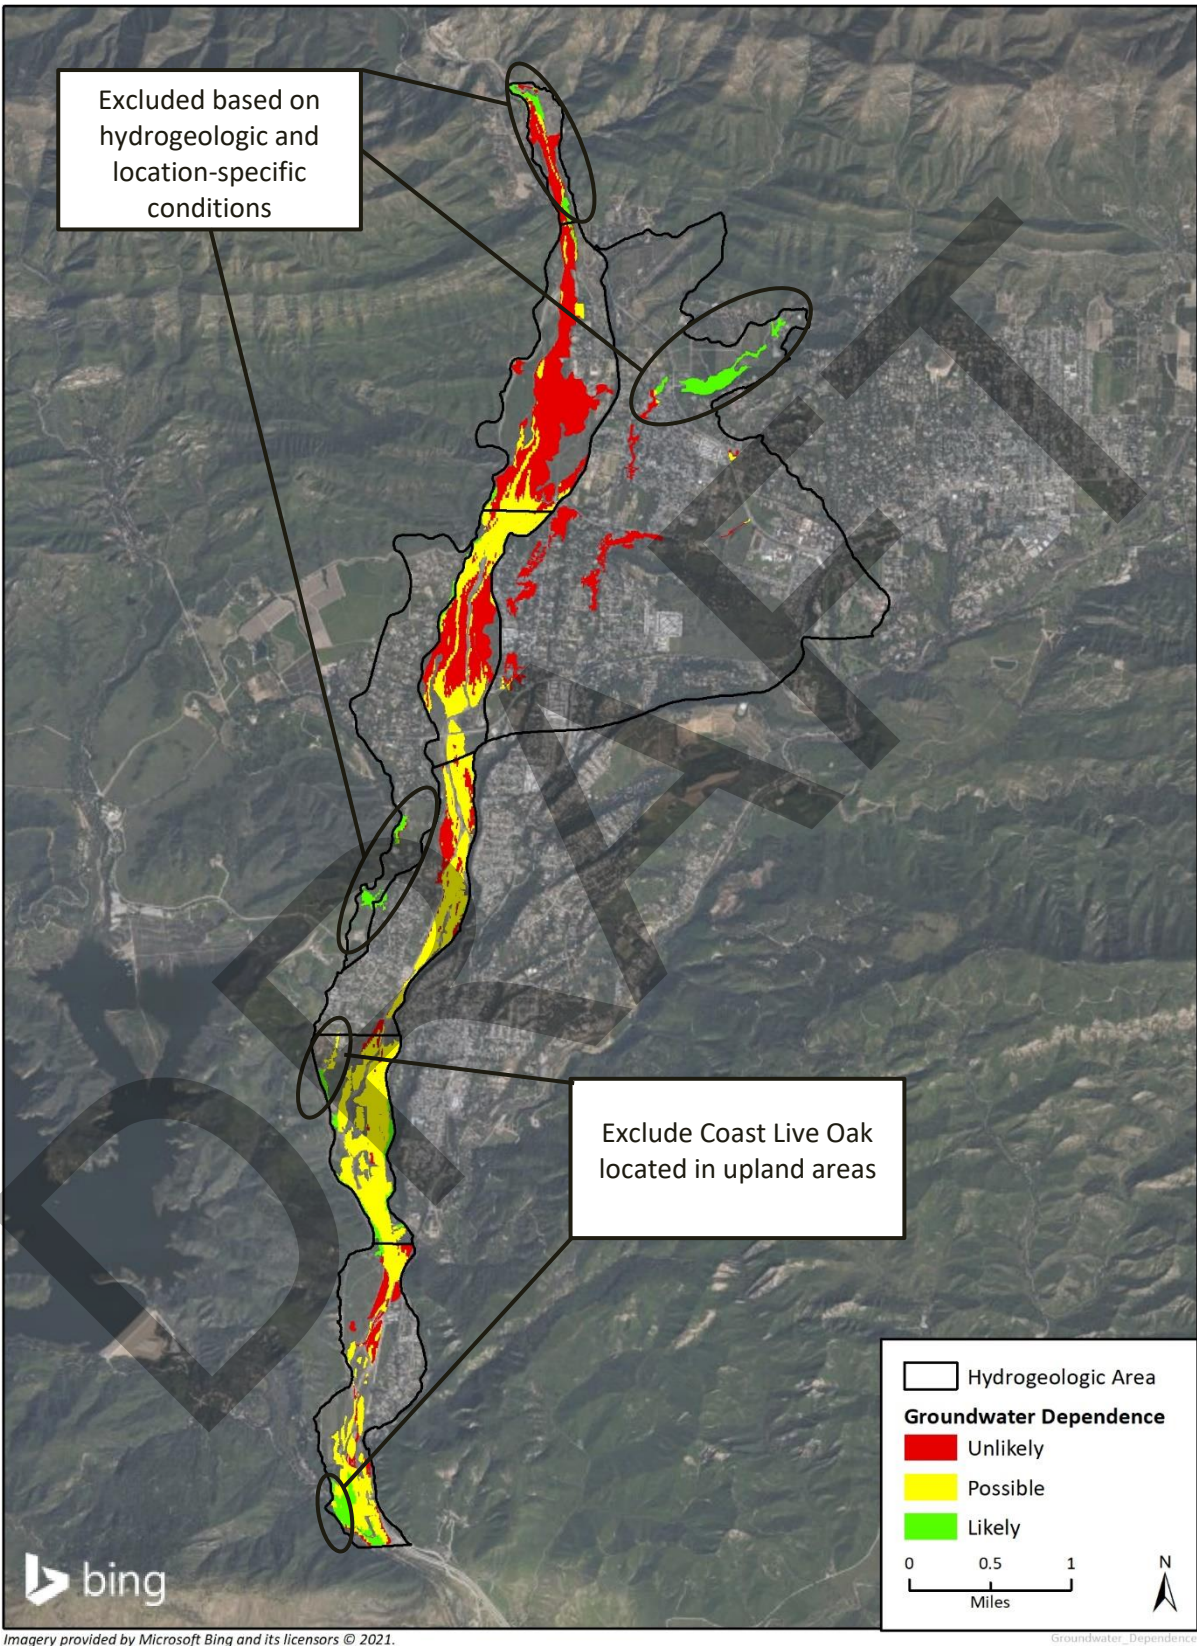 Excluded based on
hydrogeologic and
location-specific
conditions
Exclude Coast Live Oak
located in upland areas
DRAFT
Hydrogeologic Area
Groundwater Dependence
Unlikely
Possible
Likely
0 0.5 1
Miles
N
bing
Imagery provided by Microsoft Bing and its licensors © 2021.
Groundwater_Dependence